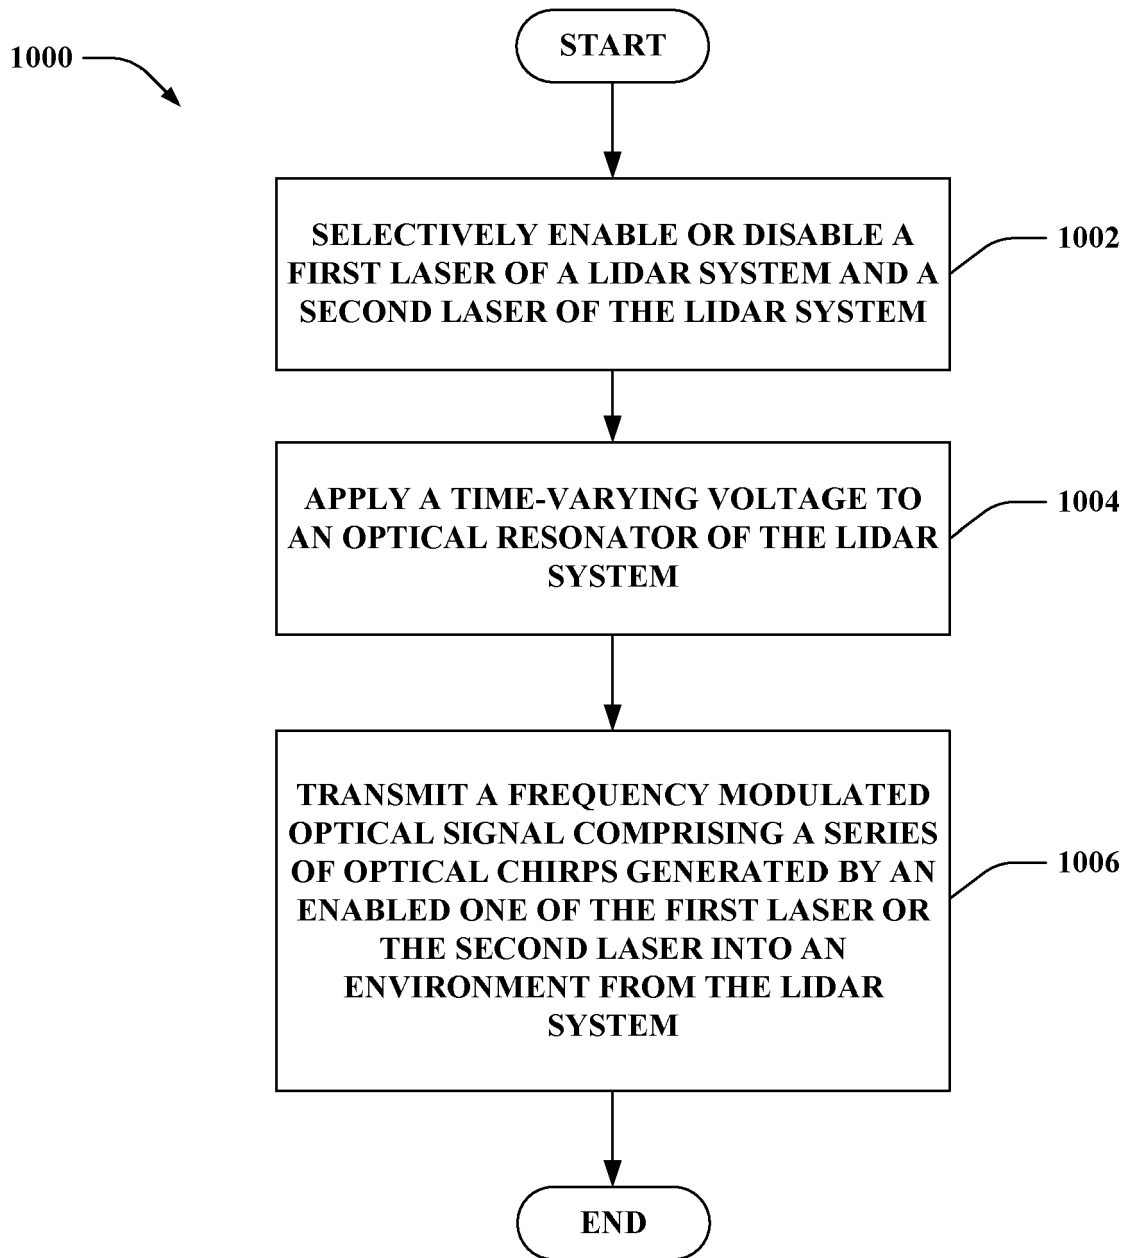 START
1000
SELECTIVELY ENABLE OR DISABLE A
FIRST LASER OF A LIDAR SYSTEM AND A
SECOND LASER OF THE LIDAR SYSTEM
1002
APPLY A TIME-VARYING VOLTAGE TO
AN OPTICAL RESONATOR OF THE LIDAR
SYSTEM
1004
TRANSMIT A FREQUENCY MODULATED
OPTICAL SIGNAL COMPRISING A SERIES
OF OPTICAL CHIRPS GENERATED BY AN
ENABLED ONE OF THE FIRST LASER OR
THE SECOND LASER INTO AN
ENVIRONMENT FROM THE LIDAR
SYSTEM
1006
END